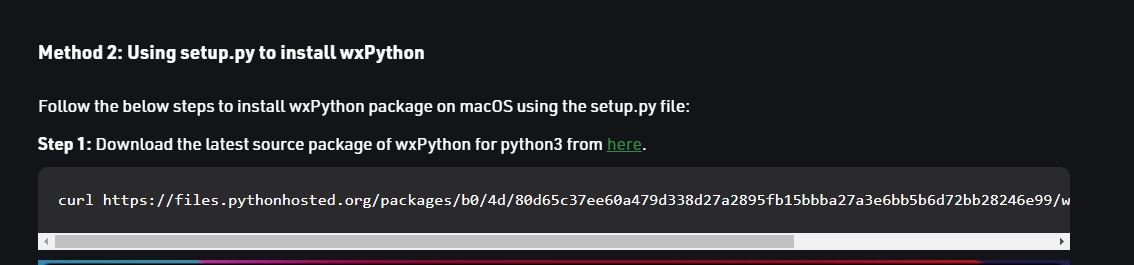 Method 2: Using setup.py to install wxPython
Follow the below steps to install wxPython package on macOS using the setup.py file:
Step 1: Download the latest source package of wxPython for python3 from here.
curl https://files.pythonhosted.org/packages/b0/4d/80d65c37ee60a479d338d27a2895fb15bbba27a3e6bb5b6d72bb28246e99/w